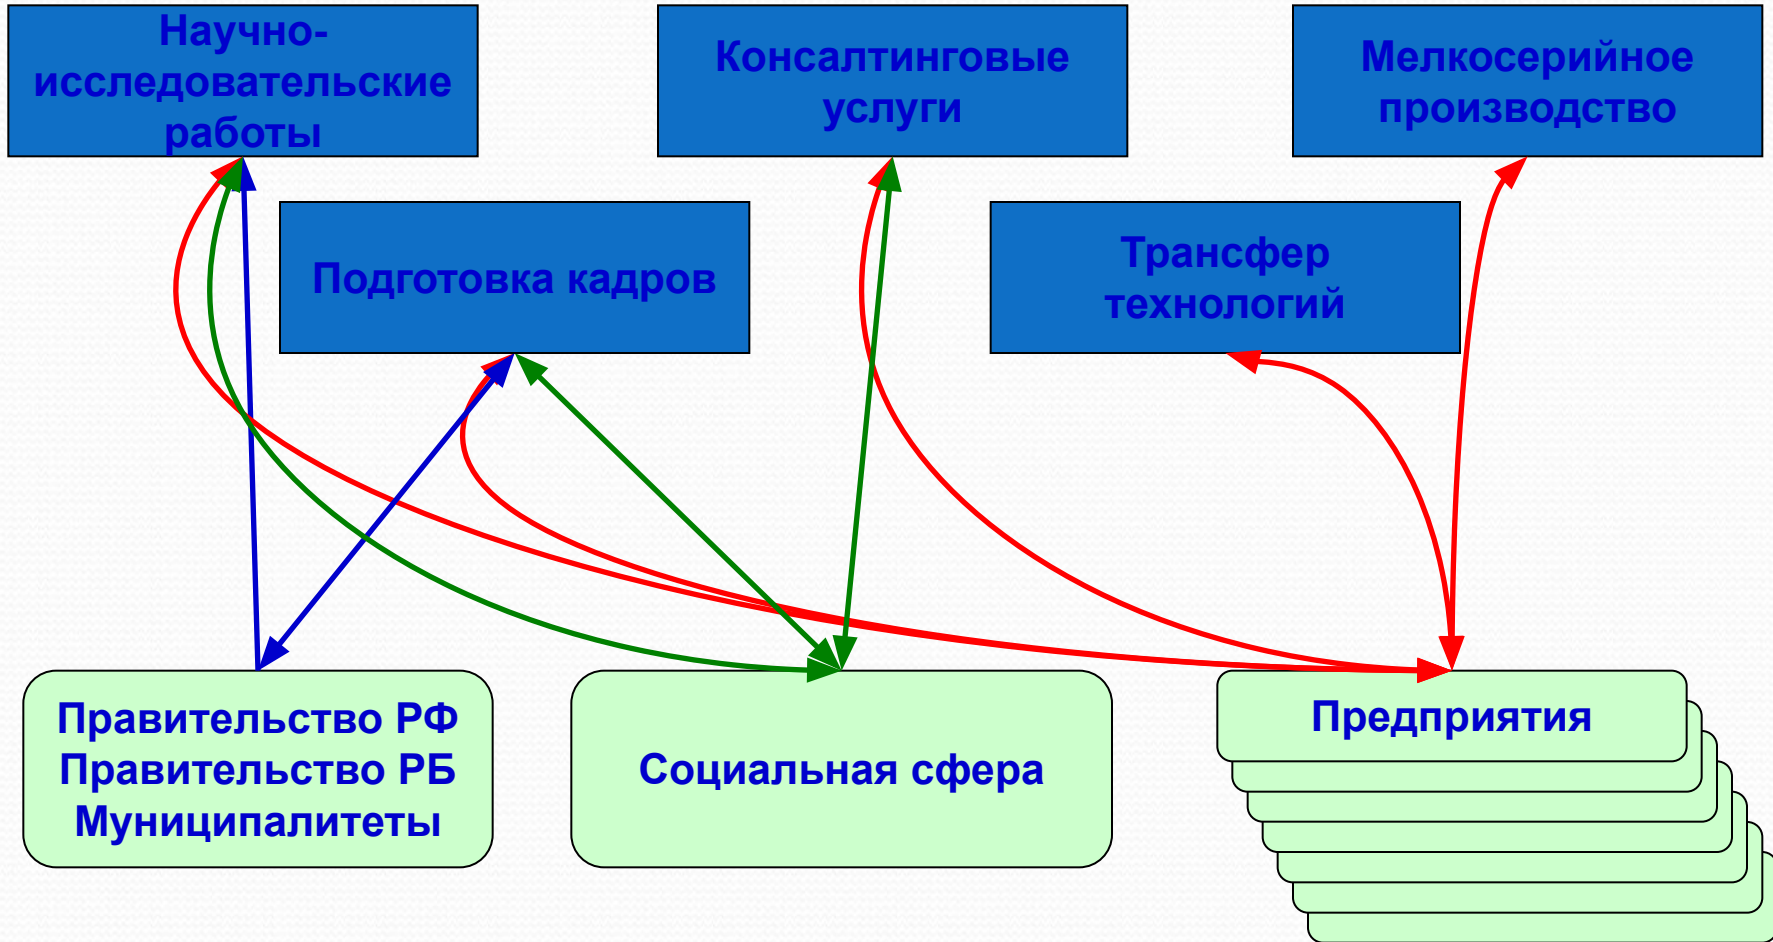 Научно-
исследовательские
работы
Консалтинговые
услуги
Мелкосерийное
производство
Подготовка кадров
Трансфер
технологий
Правительство РФ
Правительство РБ
Муниципалитеты
Социальная сфера
Предприятия